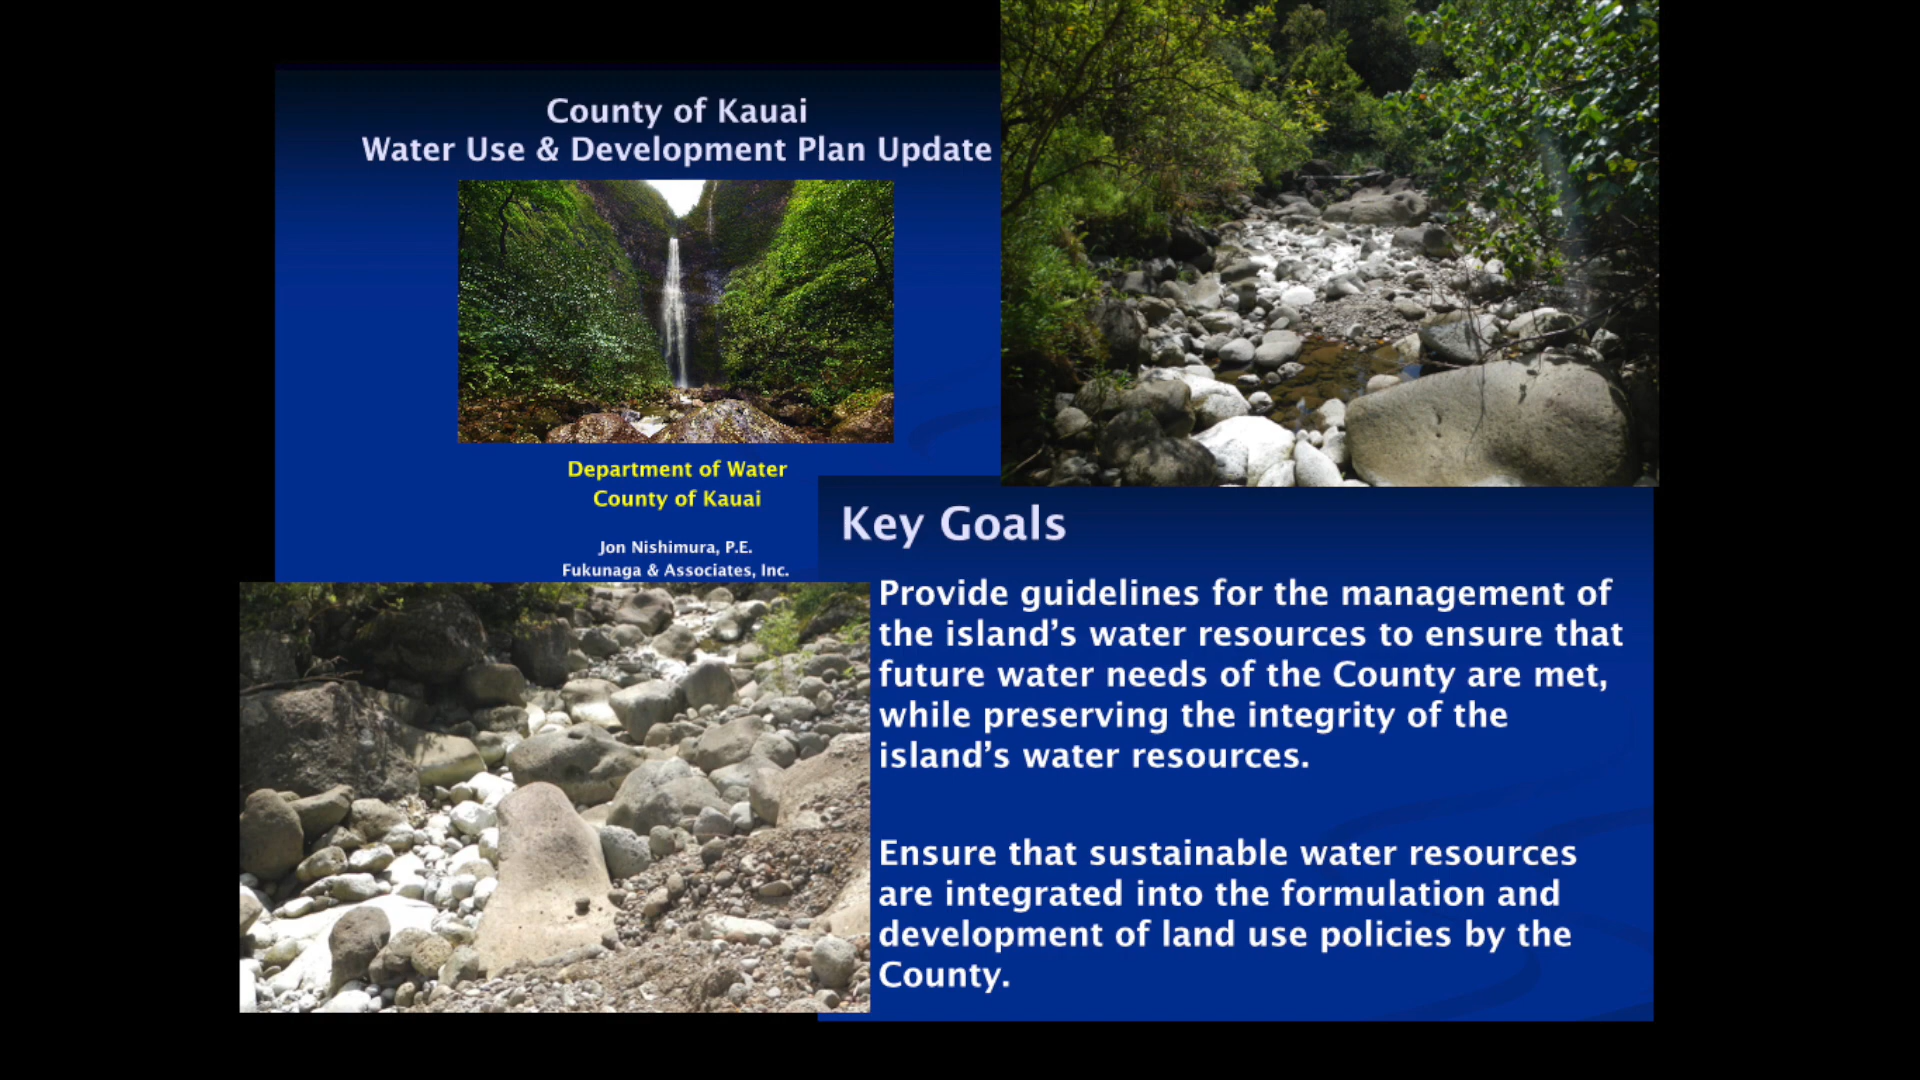 County of Kauai
Water Use & Development Plan Update
Department of Water
County of Kauai
Jon Nishimura, P.E.
Fukunaga & Associates, Inc.
Key Goals
Provide guidelines for the management of
the island’s water resources to ensure that
future water needs of the County are met,
while preserving the integrity of the
island’s water resources.
Ensure that sustainable water resources
are integrated into the formulation and
development of land use policies by the
County.